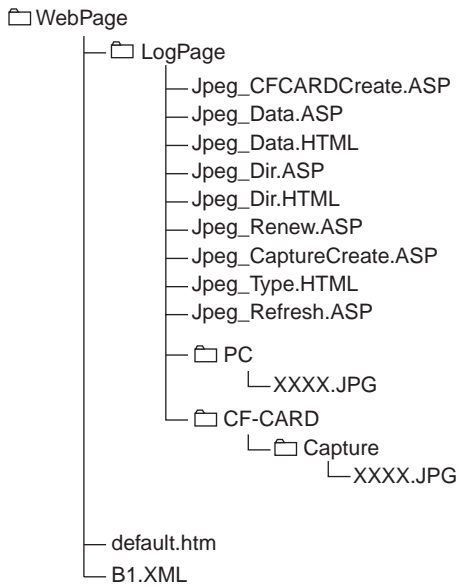 WebPage
LogPage
Jpeg_CFCARDCreate.ASP
Jpeg_Data.ASP
Jpeg_Data.HTML
Jpeg_Dir.ASP
Jpeg_Dir.HTML
Jpeg_Renew.ASP
Jpeg_CaptureCreate.ASP
Jpeg_Type.HTML
Jpeg_Refresh.ASP
PC
XXXX.JPG
CF-CARD
Capture
XXXX.JPG
default.htm
B1.XML